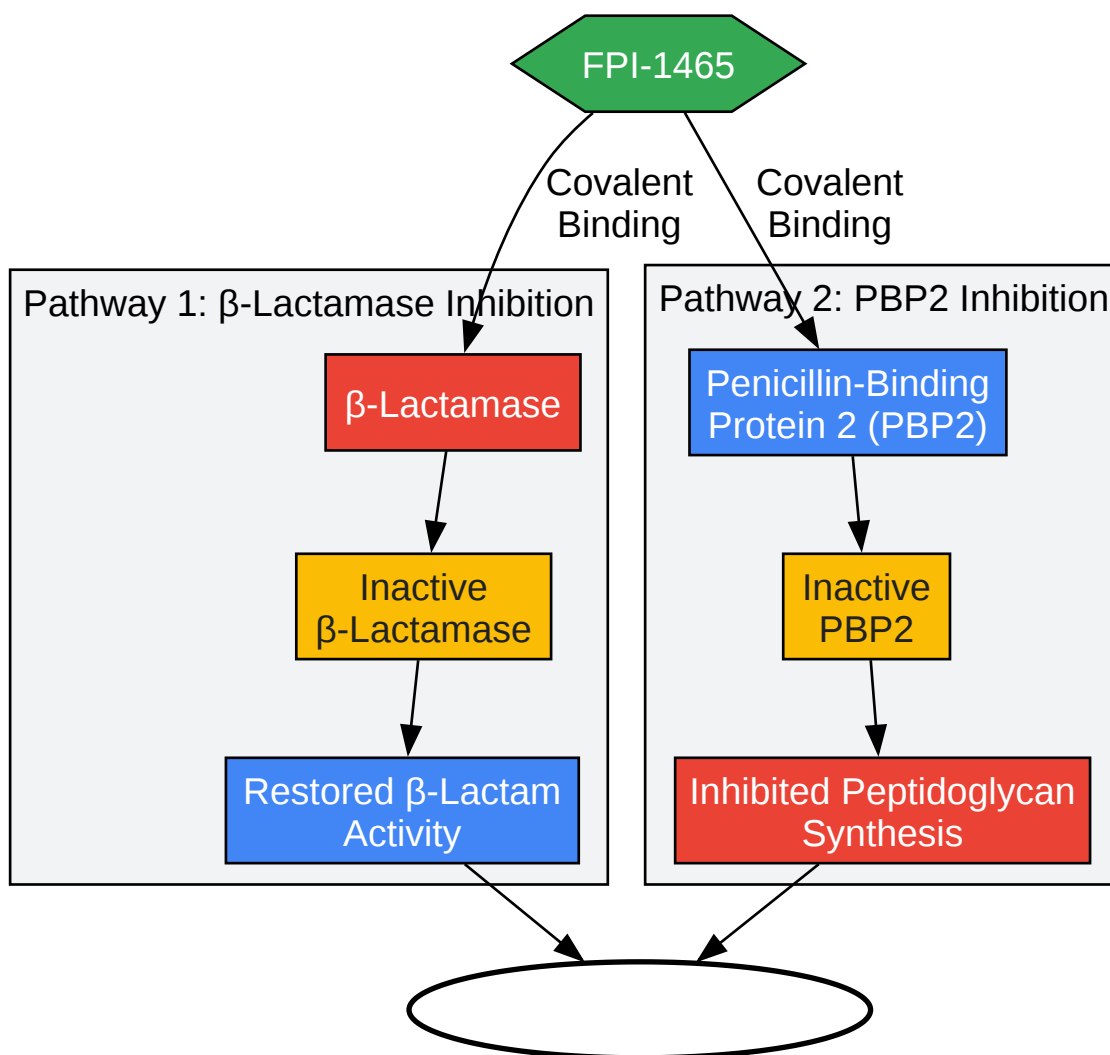 FPI-1465
Covalent
Binding
Covalent
Binding
Pathway 1: β-Lactamase Inhibition
β-Lactamase
Inactive
β-Lactamase
Restored β-Lactam
Activity
Pathway 2: PBP2 Inhibition
Penicillin-Binding
Protein 2 (PBP2)
Inactive
PBP2
Inhibited Peptidoglycan
Synthesis